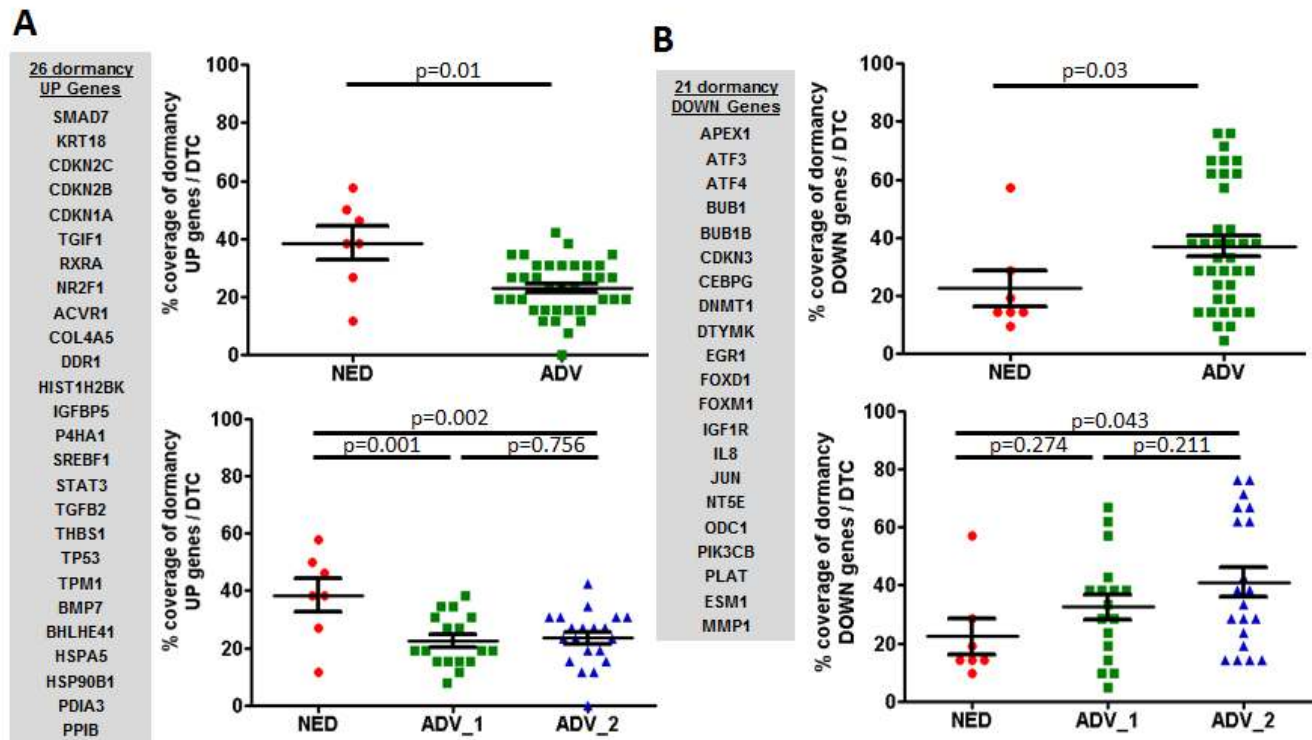 A
26 dormancy
UP Genes
SMAD7
KRT18
CDKN2C
CDKN2B
CDKN1A
TGIF1
RXRA
NR2F1
ACVR1
COL4A5
DDR1
HIST1H2BK
IGFBP5
P4HA1
SREBF1
STAT3
TGFB2
THBS1
TP53
TPM1
BMP7
BHLHE41
HSPA5
HSP90B1
PDIA3
PPIB
% coverage of dormancy
UP genes / DTC
100
80
60
40
20
0
p=0.01
NED
ADV
% coverage of dormancy
UP genes / DTC
100
80
60
40
20
0
p=0.002
p=0.001
p=0.756
NED
ADV_1
ADV_2
B
21 dormancy
DOWN Genes
APEX1
ATF3
ATF4
BUB1
BUB1B
CDKN3
CEBPG
DNMT1
DTYMK
EGR1
FOXD1
FOXM1
IGF1R
IL8
JUN
NT5E
ODC1
PIK3CB
PLAT
ESM1
MMP1
% coverage of dormancy
DOWN genes / DTC
100
80
60
40
20
0
p=0.03
NED
ADV
% coverage of dormancy
DOWN genes / DTC
100
80
60
40
20
0
p=0.043
p=0.274
p=0.211
NED
ADV_1
ADV_2